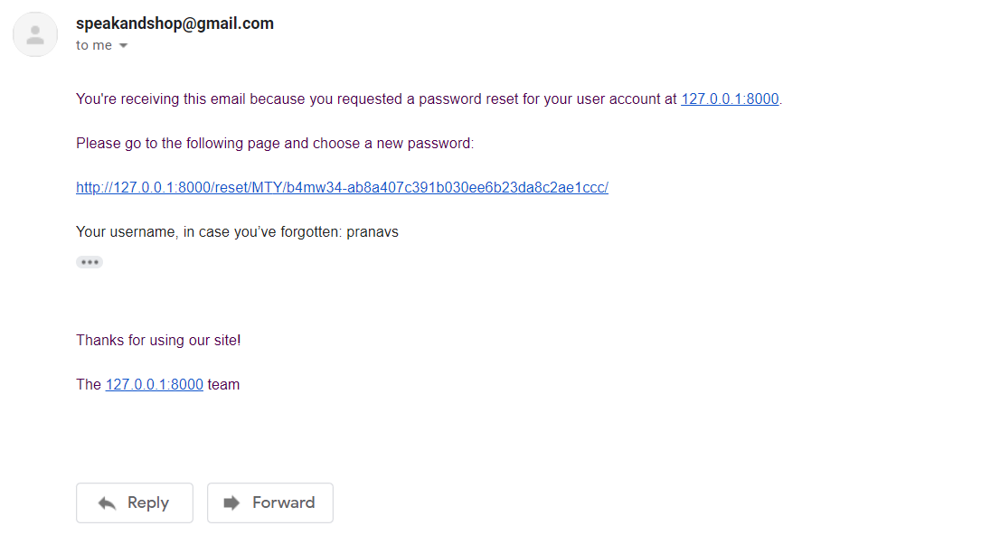 speakandshop@gmail.com
to me
You're receiving this email because you requested a password reset for your user account at 127.0.0.1:8000.
Please go to the following page and choose a new password:
http://127.0.0.1:8000/reset/MTY/b4mw34-ab8a407c391b030ee6b23da8c2ae1ccc/
Your username, in case you’ve forgotten: pranavs
Thanks for using our site!
The 127.0.0.1:8000 team
Reply
Forward